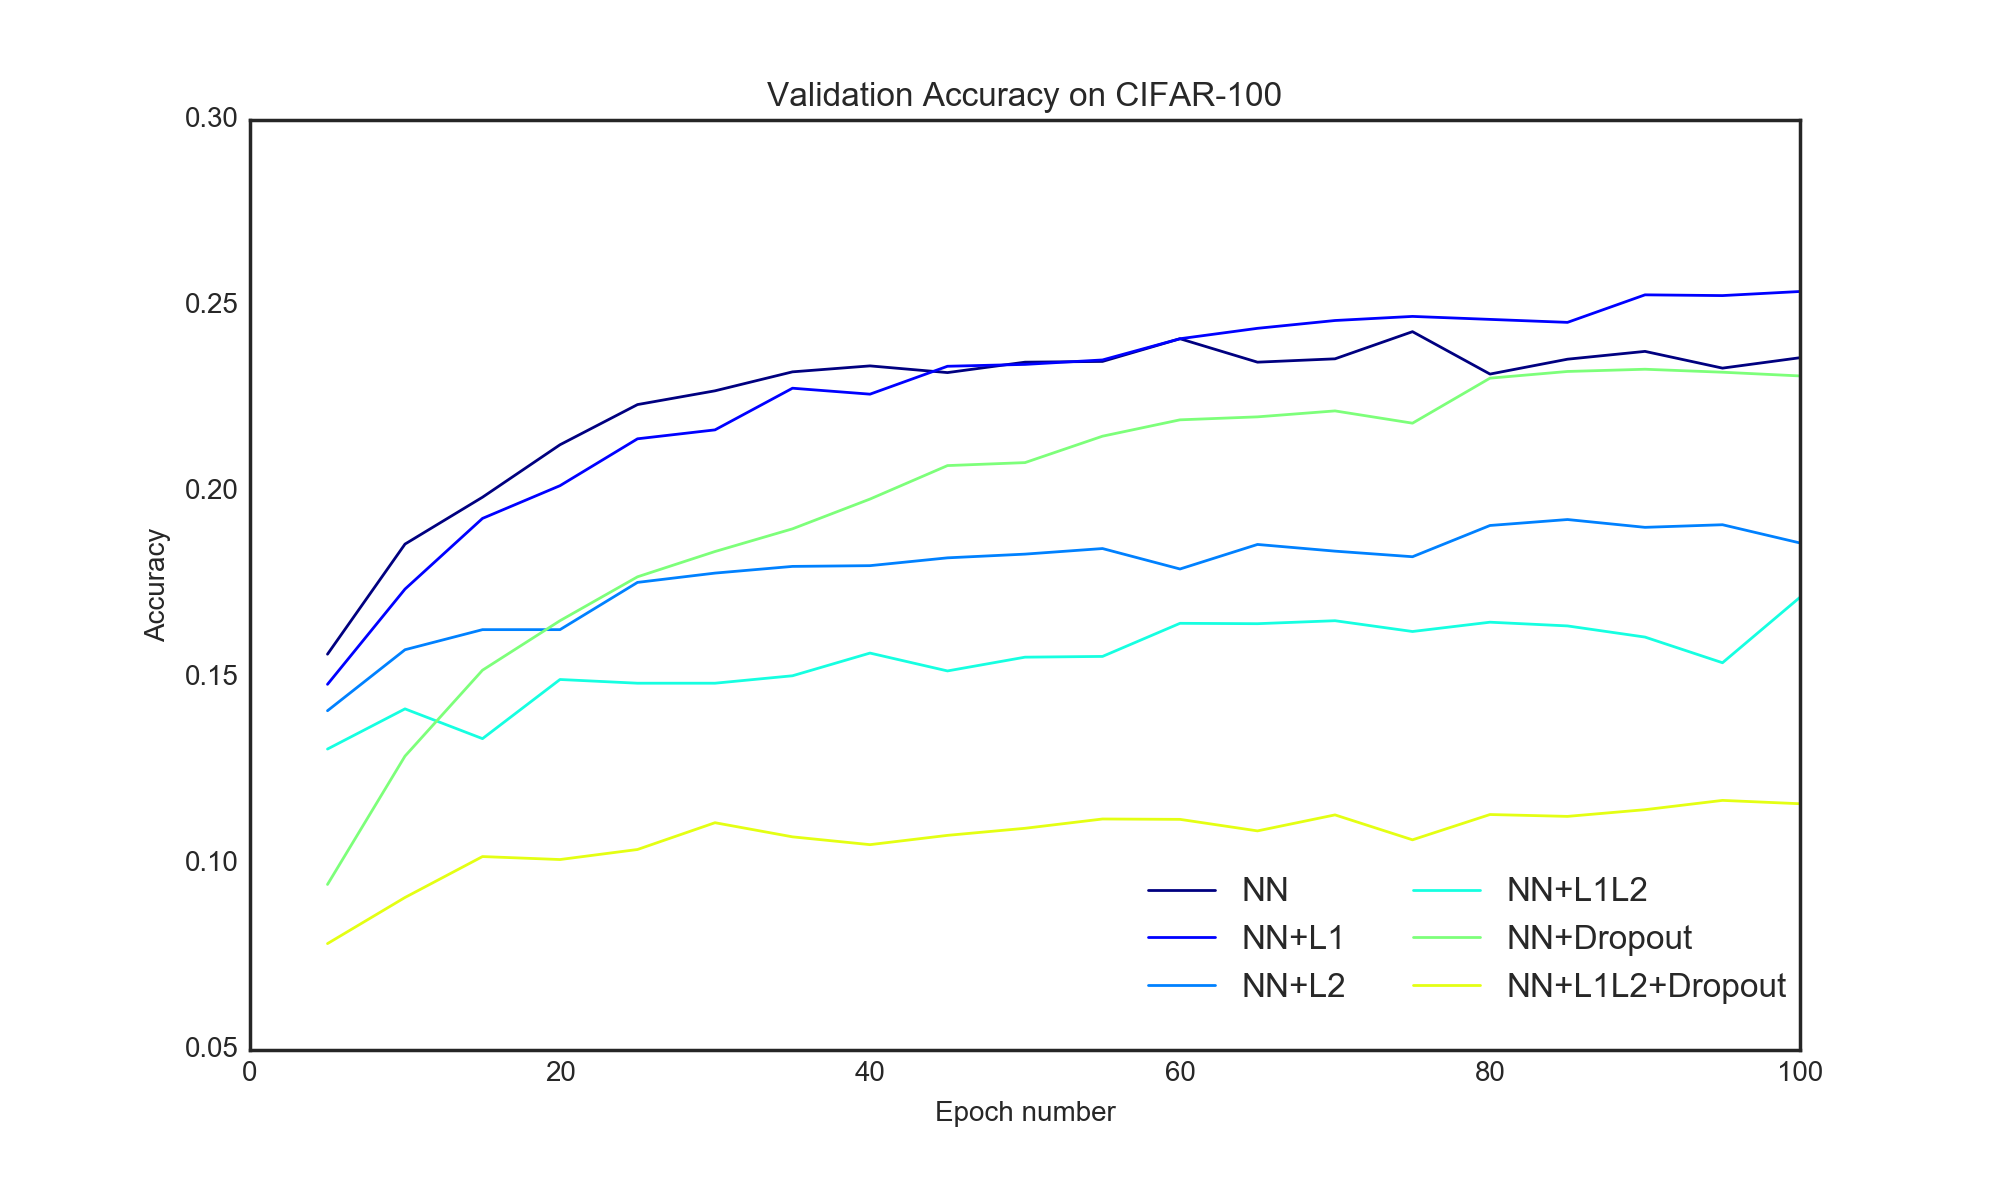 Validation Accuracy on CIFAR-100
0.30
0.25
0.20
0.15
0.10
0.05
Accuracy
0 20 40 60 80 100
Epoch number
NN
NN+L1
NN+L2
NN+L1L2
NN+Dropout
NN+L1L2+Dropout